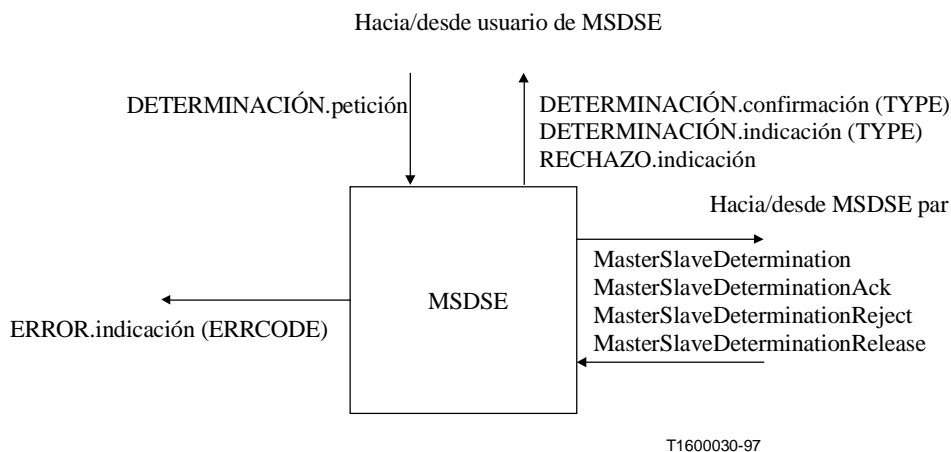 Hacia/desde usuario de MSDSE
DETERMINACIÓN.petición
DETERMINACIÓN.confirmación (TYPE)
DETERMINACIÓN.indicación (TYPE)
RECHAZO.indicación
Hacia/desde MSDSE par
MasterSlaveDetermination
MasterSlaveDeterminationAck
MasterSlaveDeterminationReject
MasterSlaveDeterminationRelease
MSDSE
ERROR.indicación (ERRCODE)
T1600030-97